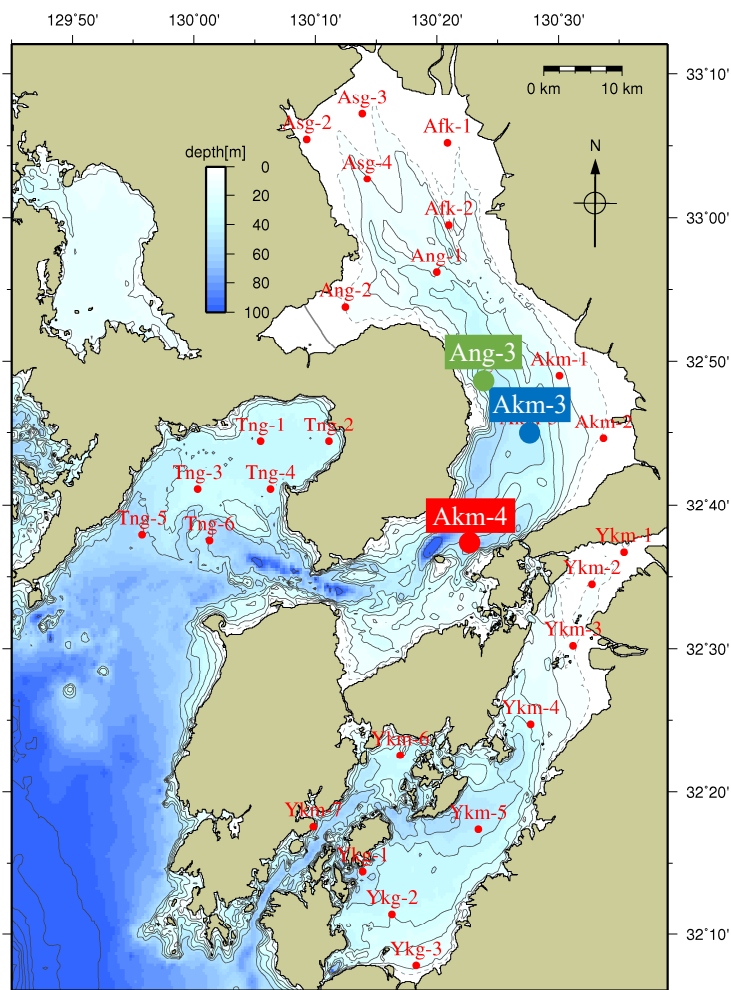 129˚50' 130˚00' 130˚10' 130˚20' 130˚30'
33˚10'
33˚00'
32˚50'
32˚40'
32˚30'
32˚20'
32˚10'
0 km 10 km
N
depth[m]
0
20
40
60
80
100
Asg-3
Asg-2
Afk-1
Asg-4
Afk-2
Ang-1
Ang-2
Ang-3
Akm-1
Akm-3
Akm-2
Tng-1
Tng-2
Tng-3
Tng-4
Tng-5
Tng-6
Akm-4
Ykm-1
Ykm-2
Ykm-3
Ykm-4
Ykm-6
Ykm-7
Ykm-5
Ykg-1
Ykg-2
Ykg-3